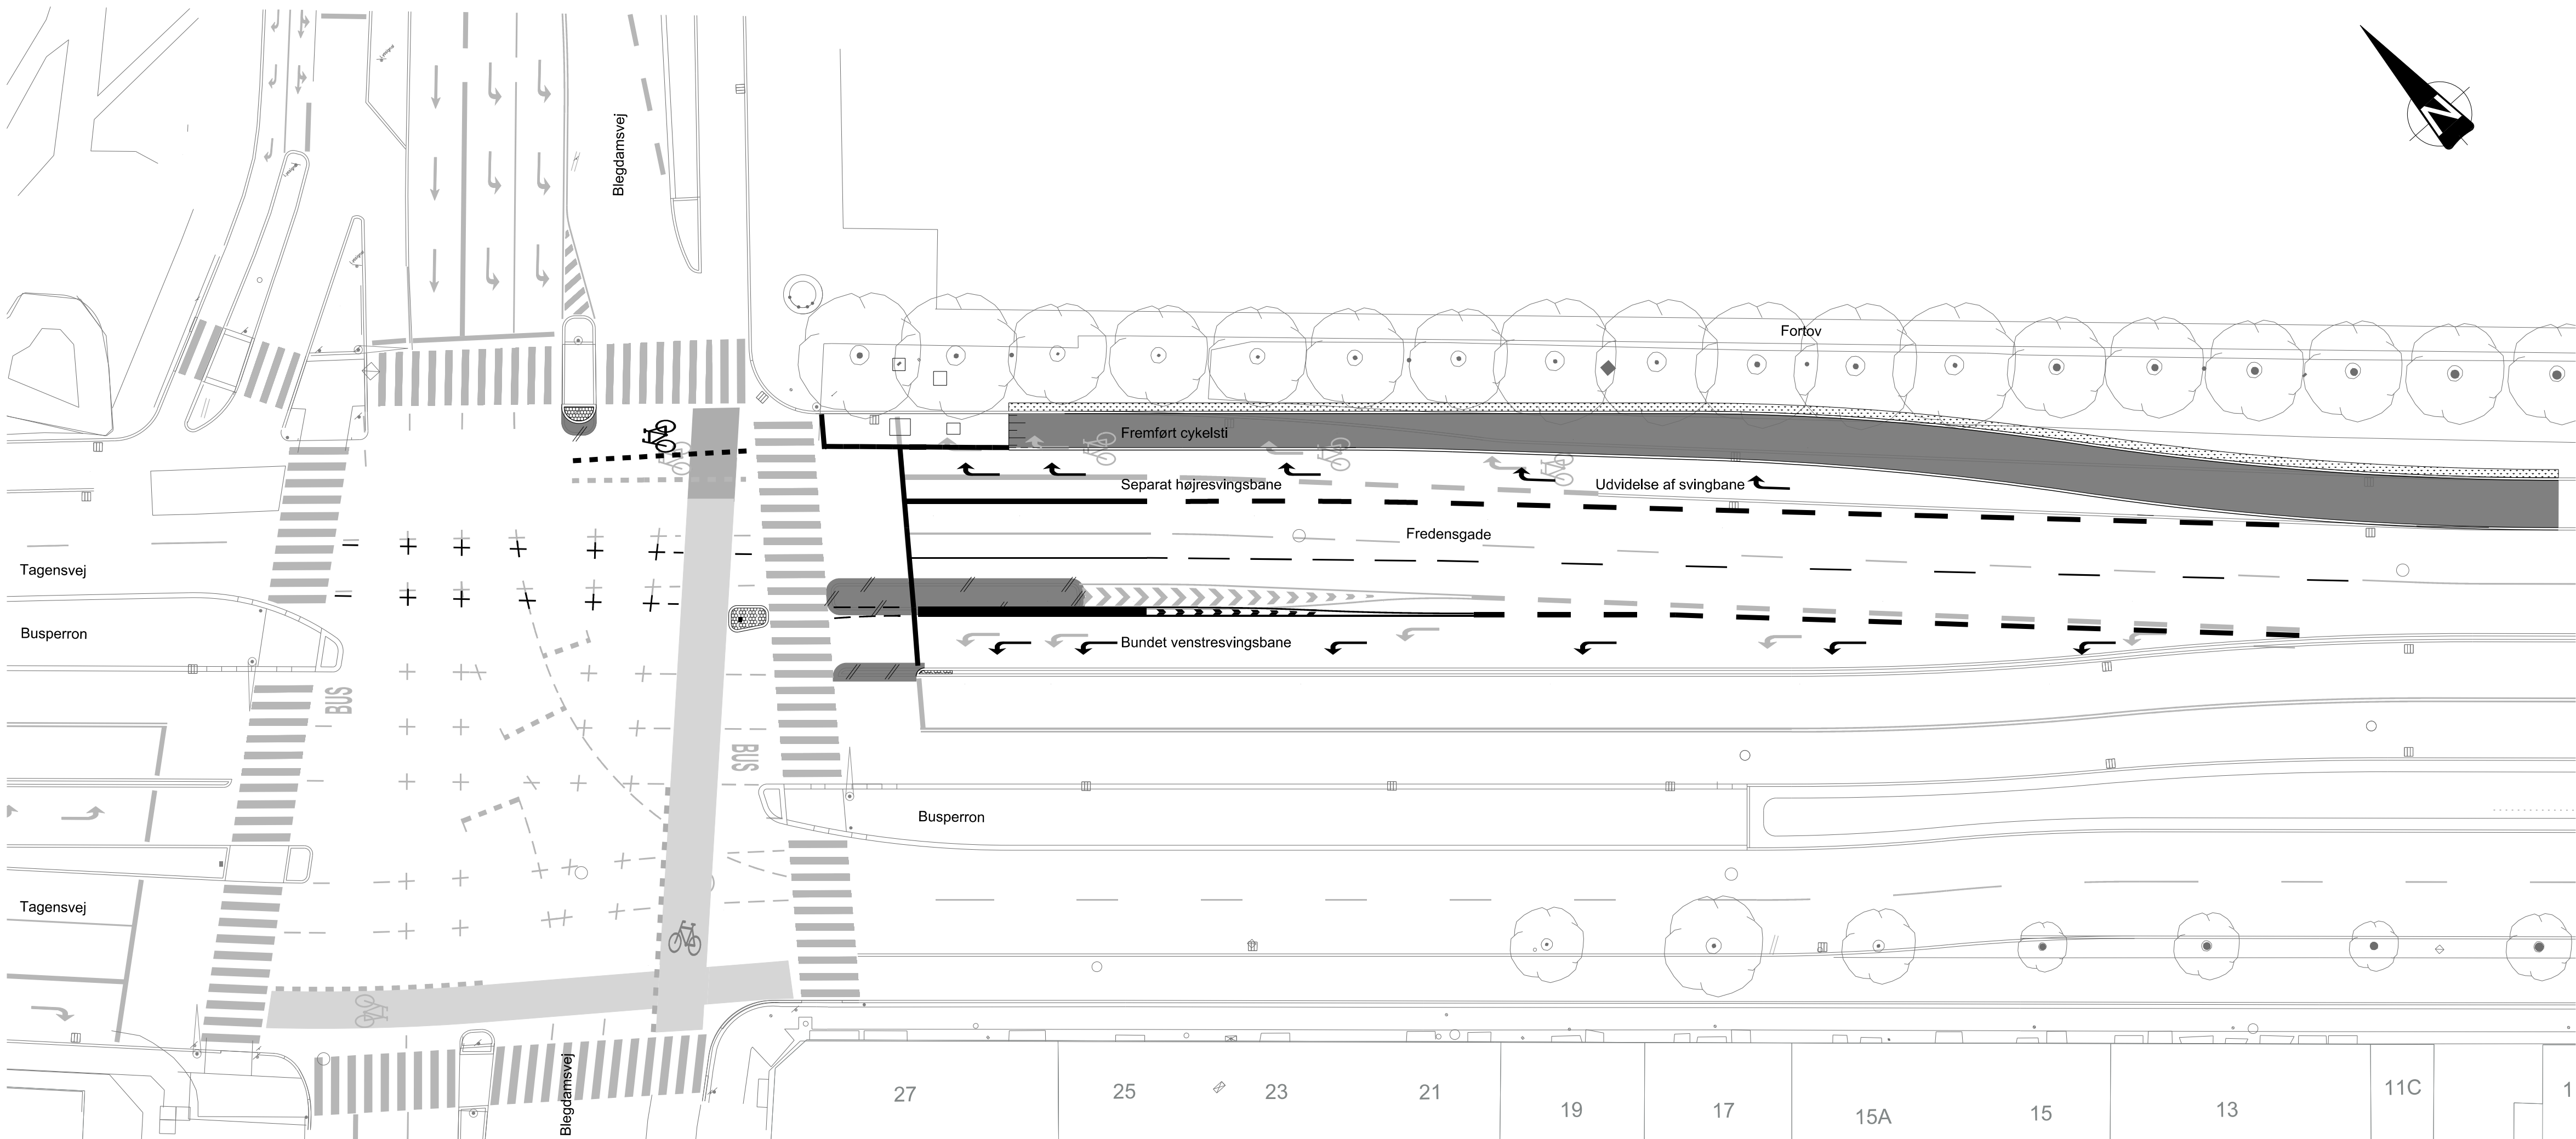 Blegdamsvej
N
Fortov
Fremført cykelsti
Separat højresvingsbane
Udvidelse af svingbane
Fredensgade
Tagensvej
Busperron
Bundet venstresvingsbane
BUS
BUS
Busperron
Tagensvej
Blegdamsvej
27
25
23
21
19
17
15A
15
13
11C
1